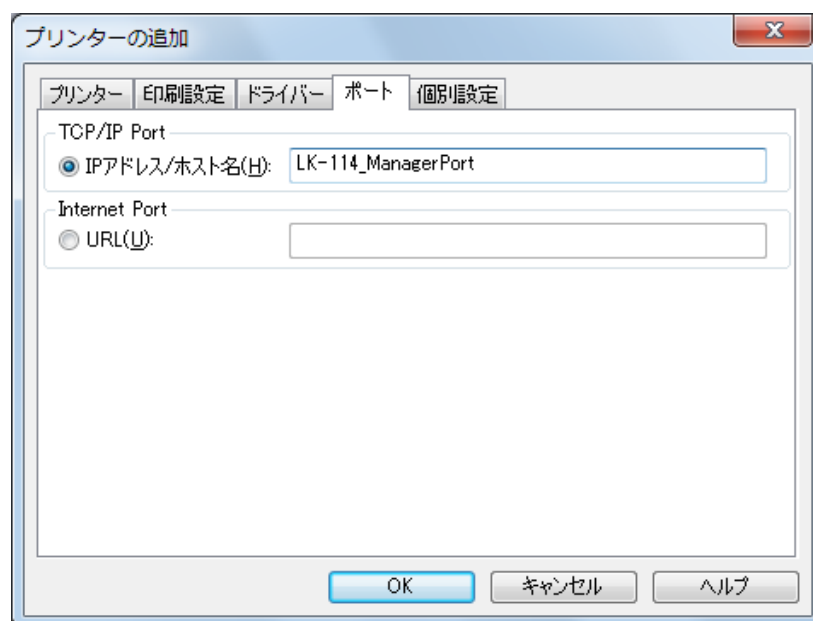 プリンターの追加
プリンター 印刷設定 ドライバー ポート 個別設定
TCP/IP Port
IPアドレス/ホスト名(H): LK-114_ManagerPort
Internet Port
URL(U):
OK キャンセル ヘルプ